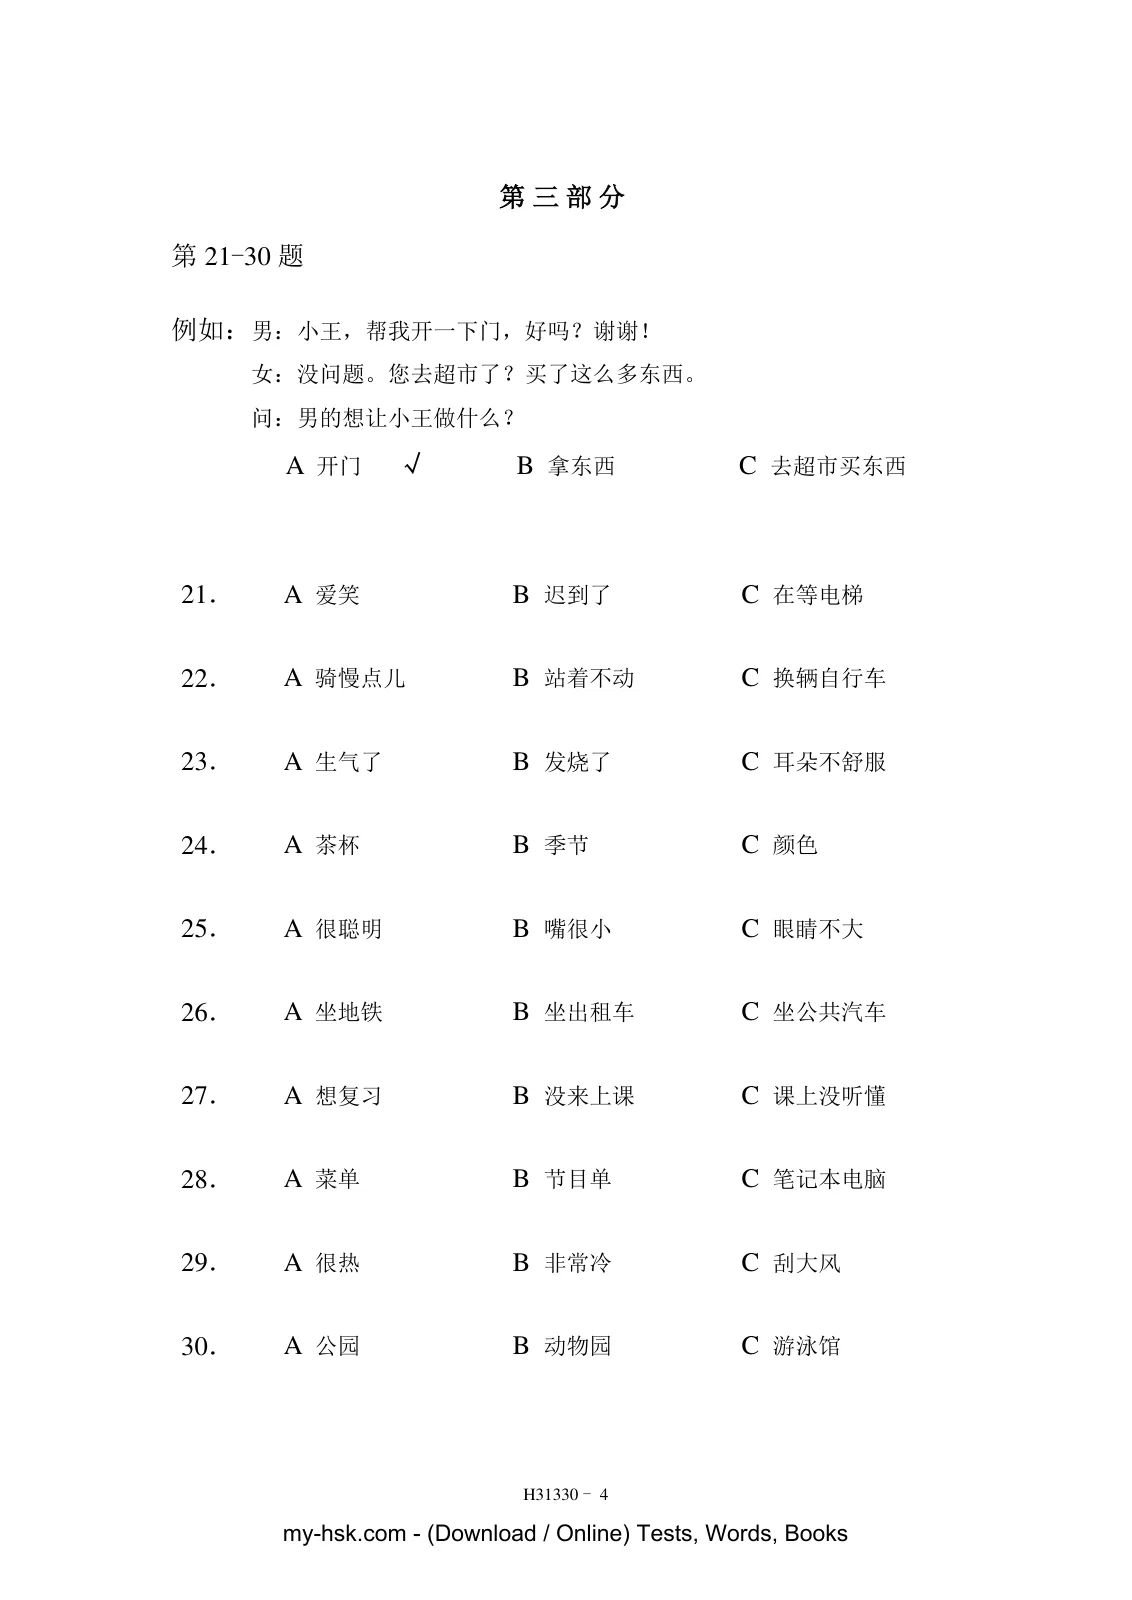 第三部分
第 21-30 题
例如：男：小王，帮我开一下门，好吗？谢谢！
女：没问题。您去超市了？买了这么多东西。
问：男的想让小王做什么？
A 开门 √ B 拿东西 C 去超市买东西
21． A 爱笑 B 迟到了 C 在等电梯
22． A 骑慢点儿 B 站着不动 C 换辆自行车
23． A 生气了 B 发烧了 C 耳朵不舒服
24． A 茶杯 B 季节 C 颜色
25． A 很聪明 B 嘴很小 C 眼睛不大
26． A 坐地铁 B 坐出租车 C 坐公共汽车
27． A 想复习 B 没来上课 C 课上没听懂
28． A 菜单 B 节目单 C 笔记本电脑
29． A 很热 B 非常冷 C 刮大风
30． A 公园 B 动物园 C 游泳馆
H31330 - 4
my-hsk.com - (Download / Online) Tests, Words, Books